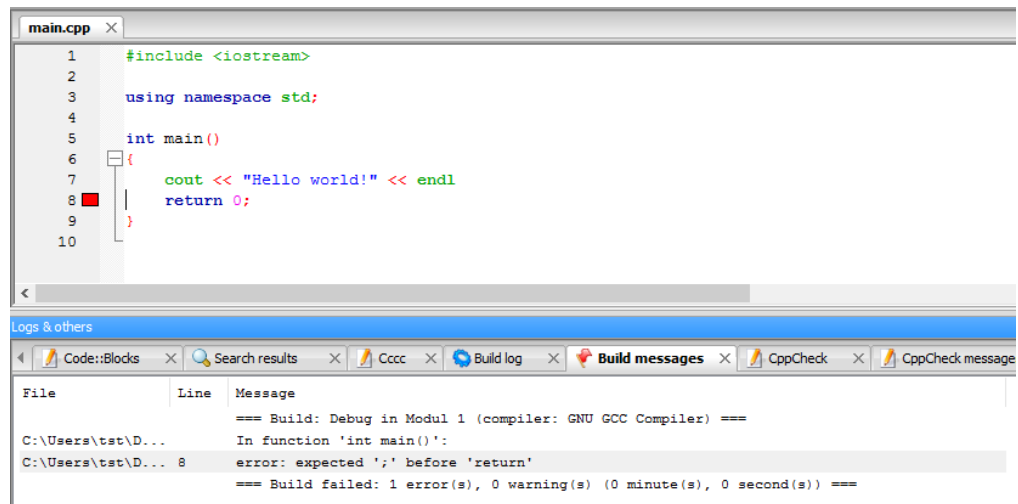 main.cpp
1 #include <iostream>
2
3 using namespace std;
4
5 int main()
6 {
7 cout << "Hello world!" << endl
8 return 0;
9 }
10
Logs & others
Code::Blocks Search results Cccc Build log Build messages CppCheck CppCheck message
File Line Message
=== Build: Debug in Modul 1 (compiler: GNU GCC Compiler) ===
C:\Users\tst\D... In function 'int main()':
C:\Users\tst\D... 8 error: expected ';' before 'return'
=== Build failed: 1 error(s), 0 warning(s) (0 minute(s), 0 second(s)) ===